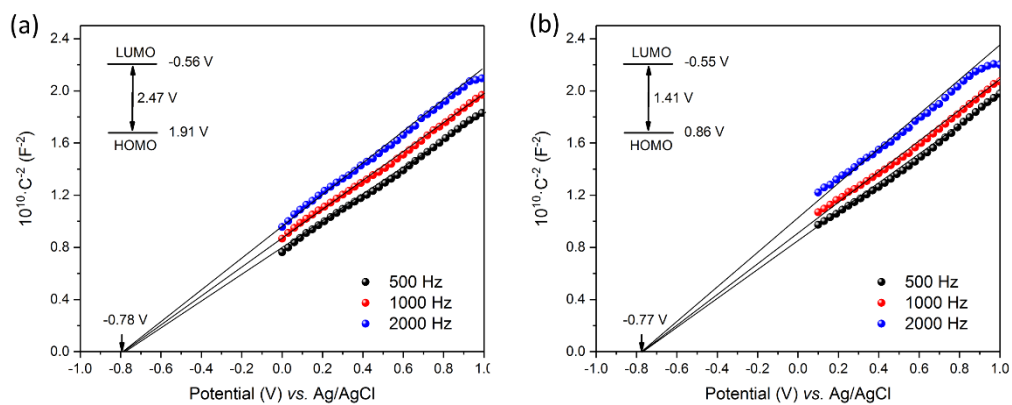 (a)
10¹⁰·C⁻² (F⁻²)
2.4
2.0
1.6
1.2
0.8
0.4
0.0
LUMO
-0.56 V
2.47 V
1.91 V
HOMO
-0.78 V
500 Hz
1000 Hz
2000 Hz
-1.0 -0.8 -0.6 -0.4 -0.2 0.0 0.2 0.4 0.6 0.8 1.0
Potential (V) vs. Ag/AgCl
(b)
10¹⁰·C⁻² (F⁻²)
2.4
2.0
1.6
1.2
0.8
0.4
0.0
LUMO
-0.55 V
1.41 V
0.86 V
HOMO
-0.77 V
500 Hz
1000 Hz
2000 Hz
-1.0 -0.8 -0.6 -0.4 -0.2 0.0 0.2 0.4 0.6 0.8 1.0
Potential (V) vs. Ag/AgCl